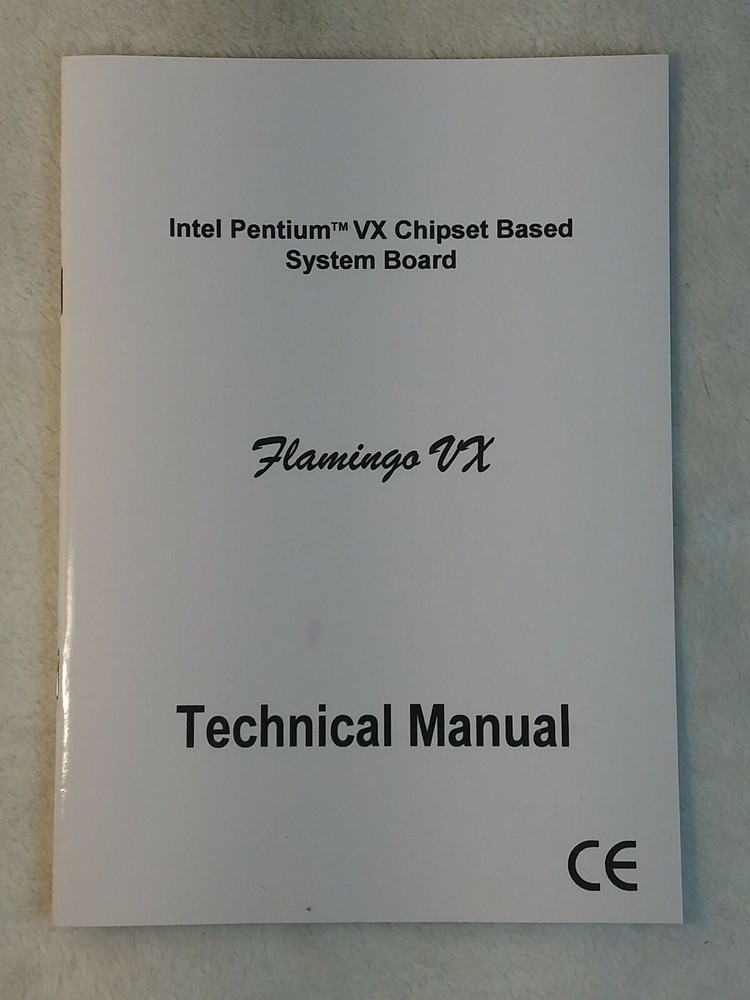 Intel Pentium™ VX Chipset Based
System Board
Flamingo VX
Technical Manual
CE